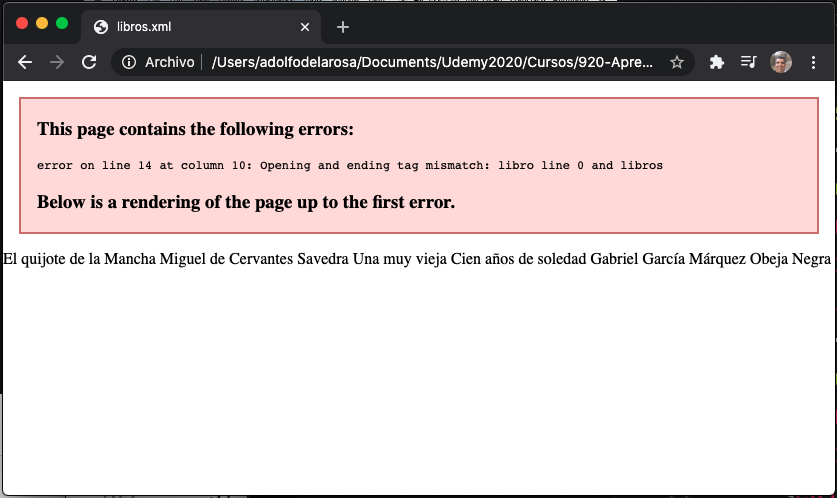 libros.xml
Archivo /Users/adolfodelarosa/Documents/Udemy2020/Cursos/920-Apre...
This page contains the following errors:
error on line 14 at column 10: Opening and ending tag mismatch: libro line 0 and libros
Below is a rendering of the page up to the first error.
El quijote de la Mancha Miguel de Cervantes Savedra Una muy vieja Cien años de soledad Gabriel García Márquez Obeja Negra